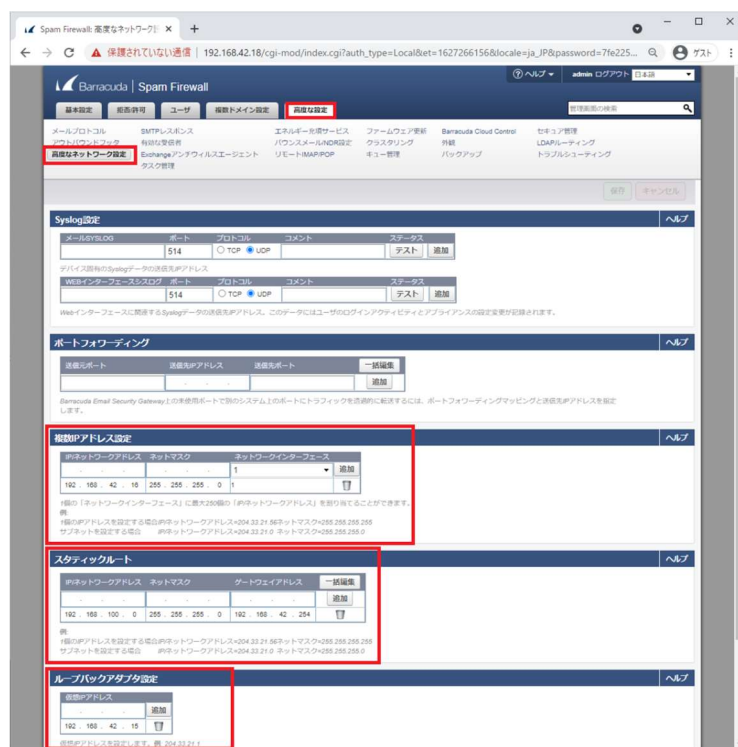 Spam Firewall: 高度なネットワーク
保護されていない通信 | 192.168.42.18/cgi-mod/index.cgi?auth_type=Local&et=1627266156&locale=ja_JP&password=7fe225... ゲスト
Barracuda | Spam Firewall ヘルプ admin ログアウト 日本語
基本設定 拒否/許可 ユーザ 複数ドメイン設定 高度な設定 管理画面の検索
メールプロトコル SMTPレスポンス エネルギー充填サービス ファームウェア更新 Barracuda Cloud Control セキュア管理
アウトバウンドフッタ 有効な受信者 バウンスメール/NDR設定 クラスタリング 外観 LDAPルーティング
高度なネットワーク設定 Exchangeアンチウィルスエージェント リモートIMAP/POP キュー管理 バックアップ トラブルシューティング
タスク管理
保存 キャンセル
Syslog設定 ヘルプ
メールSYSLOG ポート プロトコル コメント ステータス
514 TCP UDP テスト 追加
デバイス固有のSyslogデータの送信先IPアドレス
WEBインターフェースシスログ ポート プロトコル コメント ステータス
514 TCP UDP テスト 追加
Webインターフェースに関連するSyslogデータの送信先IPアドレス。このデータにはユーザのログインアクティビティとアプライアンスの設定変更が記録されます。
ポートフォワーディング ヘルプ
送信元ポート 送信先IPアドレス 送信先ポート 一括編集
追加
Barracuda Email Security Gateway上の未使用ポートで別のシステム上のポートにトラフィックを透過的に転送するには、ポートフォワーディングマッピングと送信先IPアドレスを指定
します。
複数IPアドレス設定 ヘルプ
IP/ネットワークアドレス ネットマスク ネットワークインターフェース
1 追加
192 . 168 . 42 . 16 255 . 255 . 255 . 0 1
1個の「ネットワークインターフェース」に最大250個の「IP/ネットワークアドレス」を割り当てることができます。
例
1個のIPアドレスを設定する場合IP/ネットワークアドレス=204.33.21.56ネットマスク=255.255.255.255
サブネットを設定する場合 IP/ネットワークアドレス=204.33.21.0 ネットマスク=255.255.255.0
スタティックルート ヘルプ
IP/ネットワークアドレス ネットマスク ゲートウェイアドレス 一括編集
追加
192 . 168 . 100 . 0 255 . 255 . 255 . 0 192 . 168 . 42 . 254
例
1個のIPアドレスを設定する場合IP/ネットワークアドレス=204.33.21.56ネットマスク=255.255.255.255
サブネットを設定する場合 IP/ネットワークアドレス=204.33.21.0 ネットマスク=255.255.255.0
ループバックアダプタ設定 ヘルプ
仮想IPアドレス
追加
192 . 168 . 42 . 15
仮想IPアドレスを設定します。例: 204.33.21.1